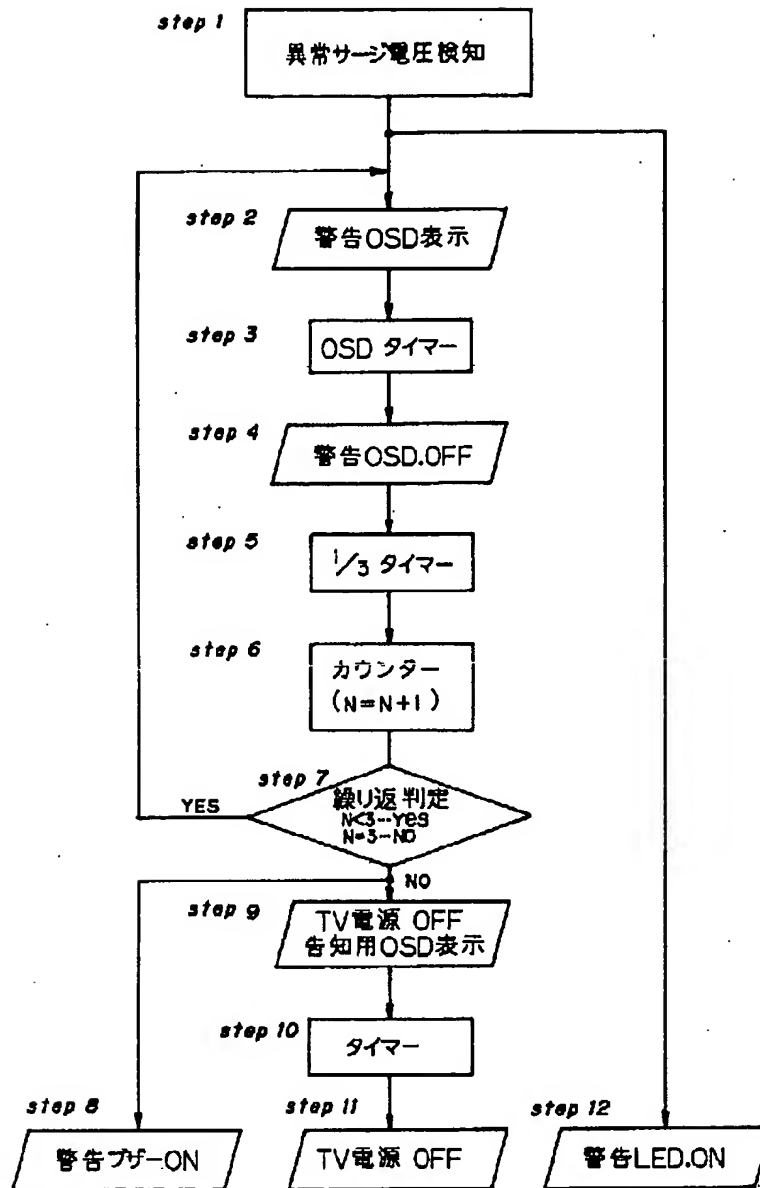 step 1
異常サージ電圧検知
step 2
警告OSD表示
step 3
OSD タイマー
step 4
警告OSD.OFF
step 5
1/3 タイマー
step 6
カウンター
(N=N+1)
step 7
繰り返判定
N<3--Yes
N=3--No
YES
NO
step 9
TV電源 OFF
告知用OSD表示
step 10
タイマー
step 8
警告ブザーON
step 11
TV電源 OFF
step 12
警告LED.ON